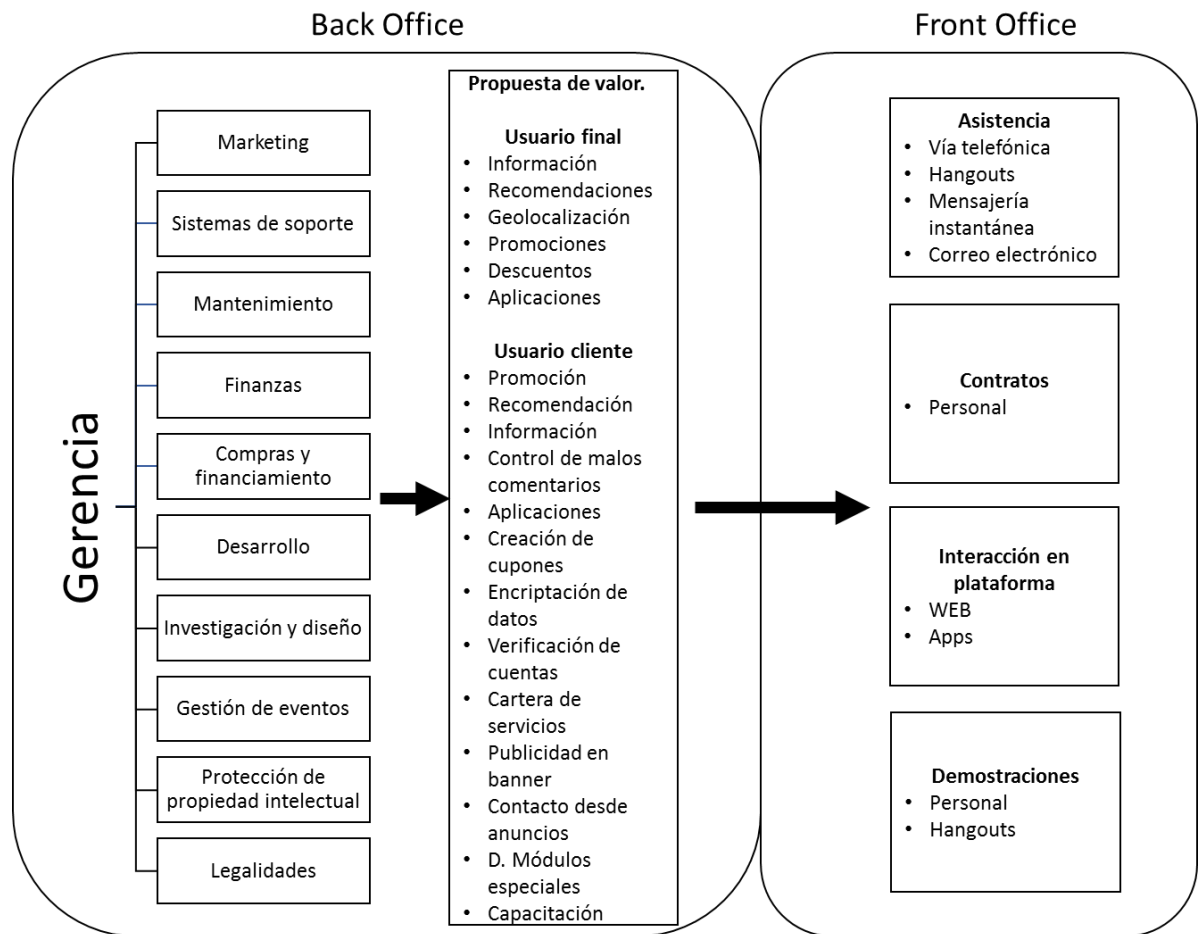 Back Office
Front Office
Gerencia
Marketing
Sistemas de soporte
Mantenimiento
Finanzas
Compras y
financiamiento
Desarrollo
Investigación y diseño
Gestión de eventos
Protección de
propiedad intelectual
Legalidades
Propuesta de valor.
Usuario final
• Información
• Recomendaciones
• Geolocalización
• Promociones
• Descuentos
• Aplicaciones
Usuario cliente
• Promoción
• Recomendación
• Información
• Control de malos
comentarios
• Aplicaciones
• Creación de
cupones
• Encriptación de
datos
• Verificación de
cuentas
• Cartera de
servicios
• Publicidad en
banner
• Contacto desde
anuncios
• D. Módulos
especiales
• Capacitación
Asistencia
• Vía telefónica
• Hangouts
• Mensajería
instantánea
• Correo electrónico
Contratos
• Personal
Interacción en
plataforma
• WEB
• Apps
Demostraciones
• Personal
• Hangouts